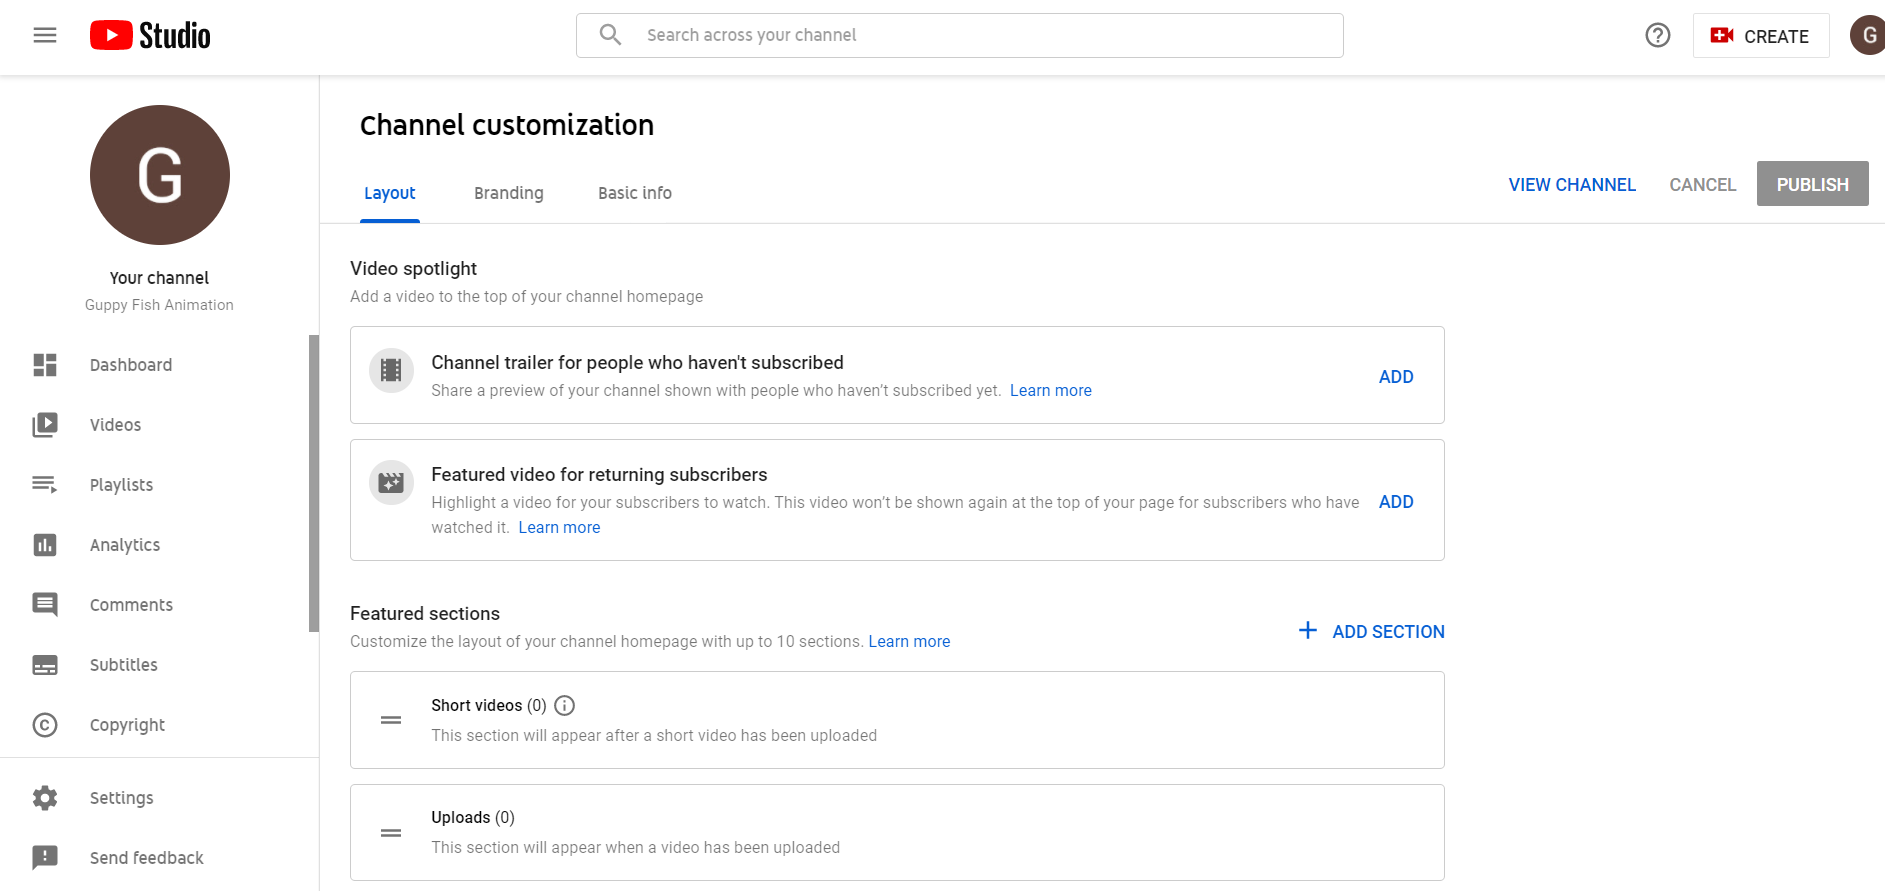 Studio
Search across your channel
CREATE
G
G
Your channel
Guppy Fish Animation
Dashboard
Videos
Playlists
Analytics
Comments
Subtitles
Copyright
Settings
Send feedback
Channel customization
Layout
Branding
Basic info
VIEW CHANNEL
CANCEL
PUBLISH
Video spotlight
Add a video to the top of your channel homepage
Channel trailer for people who haven't subscribed
Share a preview of your channel shown with people who haven’t subscribed yet. Learn more
ADD
Featured video for returning subscribers
Highlight a video for your subscribers to watch. This video won’t be shown again at the top of your page for subscribers who have
watched it. Learn more
ADD
Featured sections
Customize the layout of your channel homepage with up to 10 sections. Learn more
ADD SECTION
Short videos (0)
This section will appear after a short video has been uploaded
Uploads (0)
This section will appear when a video has been uploaded